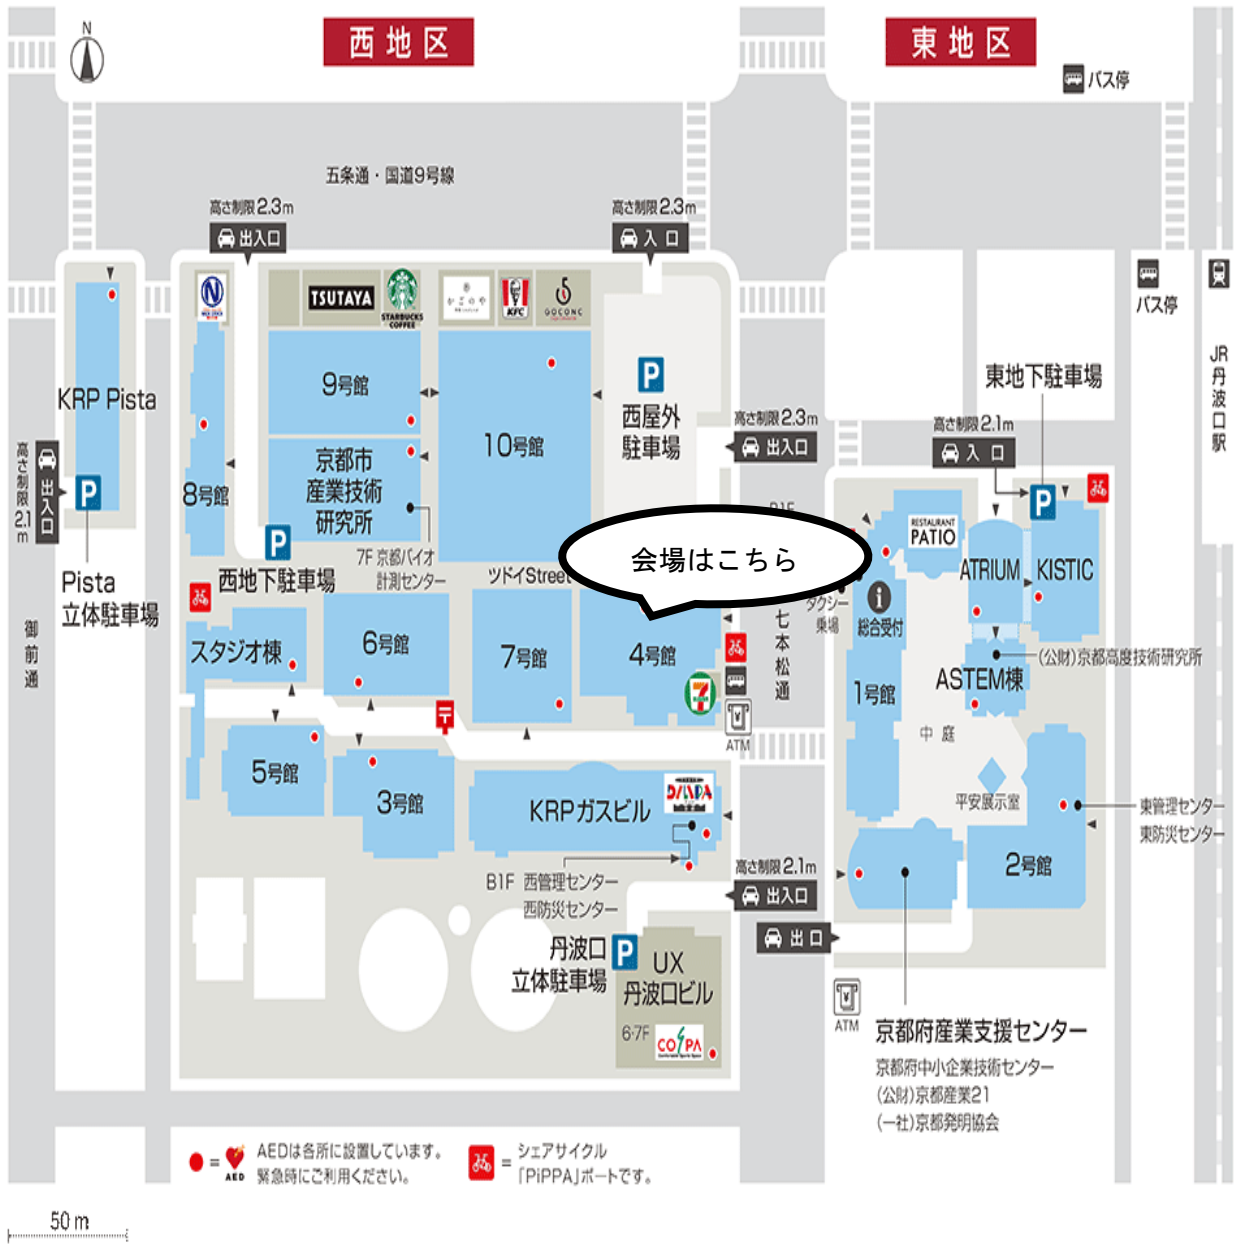 N
西地区
東地区
バス停
五条通・国道9号線
高さ制限2.3m
出入口
高さ制限2.3m
入口
TSUTAYA
STARBUCKS
COFFEE
かごのや
KFC
GOCONC
バス停
JR丹波口駅
KRP Pista
9号館
10号館
P
西屋外
駐車場
東地下駐車場
高さ制限2.3m
出入口
高さ制限2.1m
入口
高さ制限2.1m
出入口
P
8号館
京都市
産業技術
研究所
P
RESTAURANT
PATIO
B1F
会場はこちら
7F 京都バイオ
計測センター
P
西地下駐車場
ツドイStreet
ATRIUM
KISTIC
Pista
立体駐車場
御前通
タクシー
乗場
i
総合受付
七本松通
スタジオ棟
6号館
7号館
4号館
(公財)京都高度技術研究所
ASTEM棟
1号館
7
〒
ATM
中庭
5号館
3号館
KRPガスビル
平安展示室
東管理センター
東防災センター
2号館
B1F 西管理センター
西防災センター
高さ制限2.1m
出入口
出口
丹波口
立体駐車場
P
UX
丹波口ビル
6・7F
CO PA
ATM
京都府産業支援センター
京都府中小企業技術センター
(公財)京都産業21
(一社)京都発明協会
= AED
AEDは各所に設置しています。
緊急時にご利用ください。
= シェアサイクル
「PiPPA」ポートです。
50m